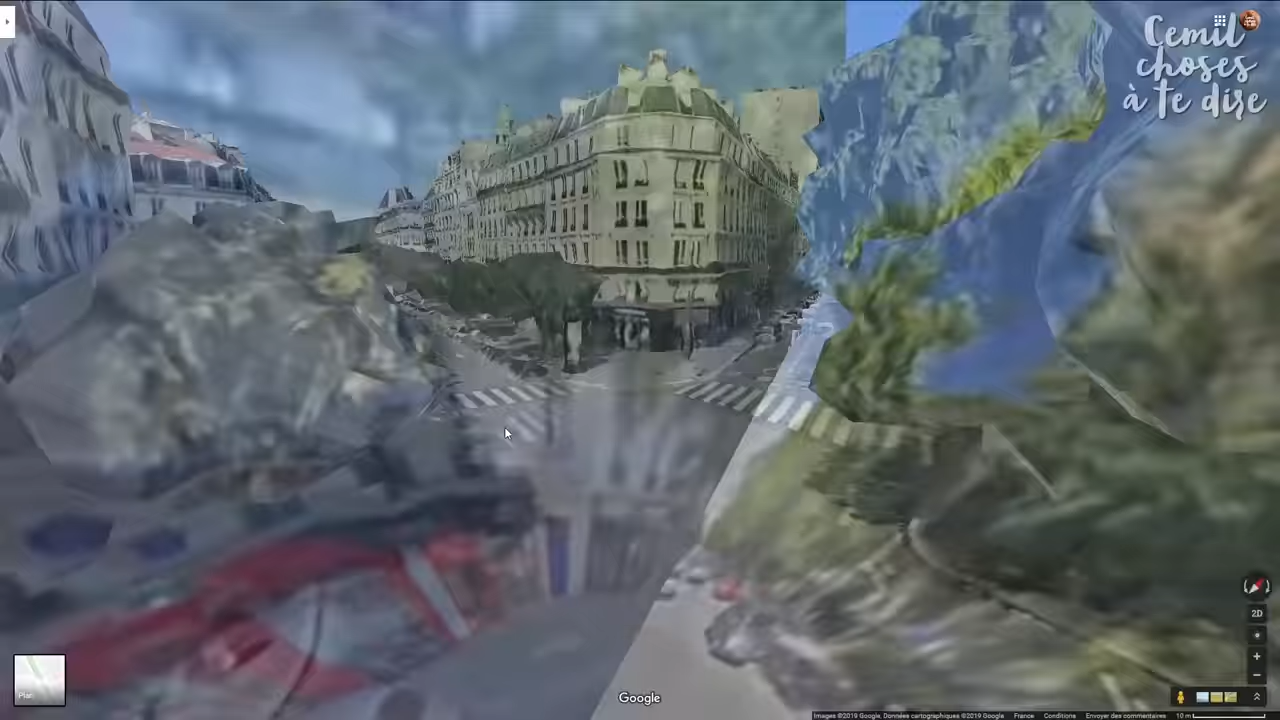 Cemil
choses
à te dire
2D
Plan
Google
Images ©2019 Google, Données cartographiques ©2019 Google France Conditions Envoyer des commentaires 10 m